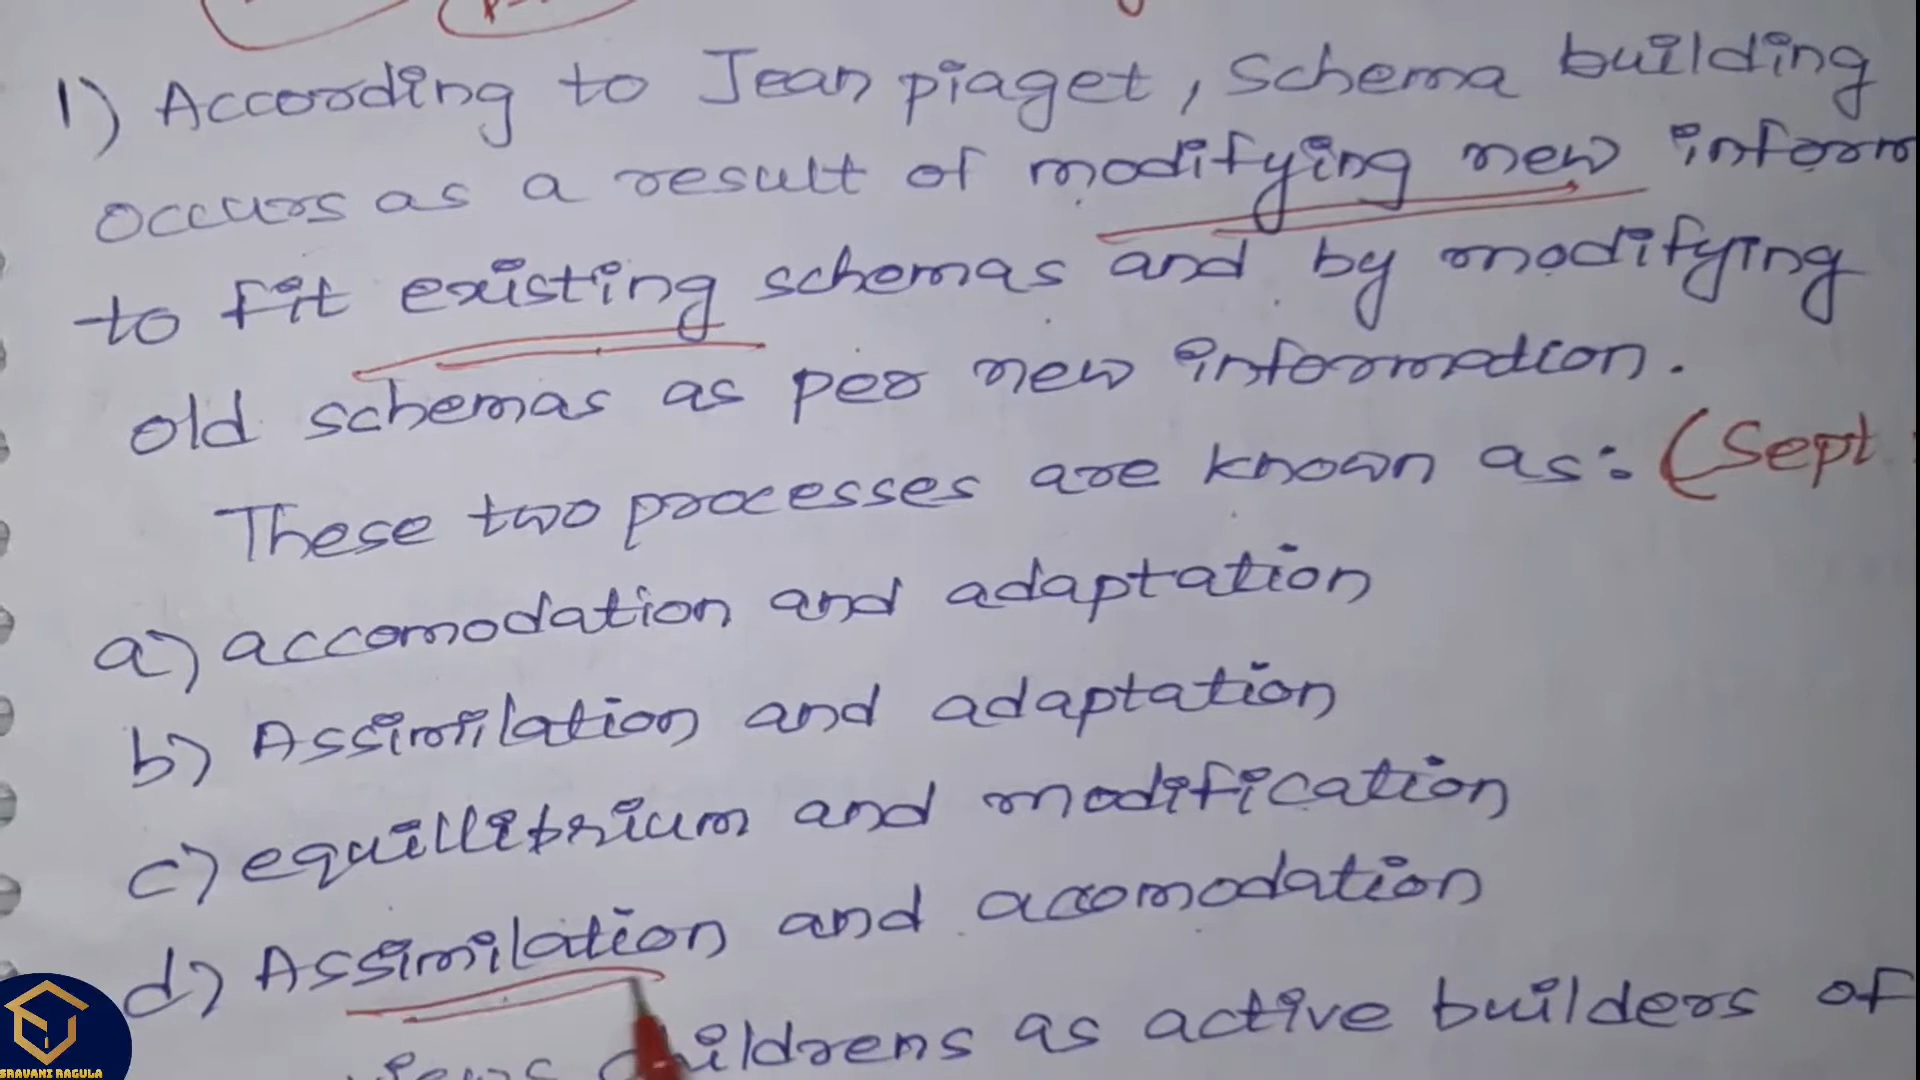 1) According to Jean piaget, Schema building
occurs as a result of modifying new inform
to fit existing schemas and by modifying
old schemas as per new information.
These two processes are known as: (Sept
a) accomodation and adaptation
b) Assimilation and adaptation
c) equillibrium and modification
d) Assimilation and accomodation
childrens as active builders of
SRAVANI RAGULA